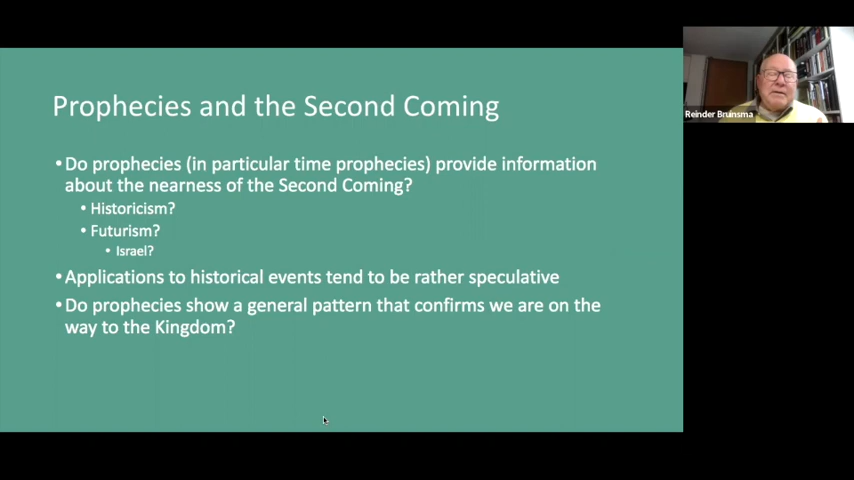 Prophecies and the Second Coming
•Do prophecies (in particular time prophecies) provide information
about the nearness of the Second Coming?
• Historicism?
• Futurism?
• Israel?
•Applications to historical events tend to be rather speculative
•Do prophecies show a general pattern that confirms we are on the
way to the Kingdom?
Reinder Bruinsma